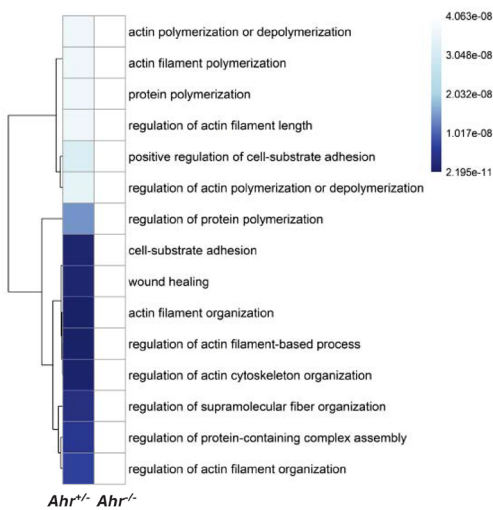 4.063e-08
actin polymerization or depolymerization
actin filament polymerization
3.048e-08
protein polymerization
2.032e-08
regulation of actin filament length
1.017e-08
positive regulation of cell-substrate adhesion
2.195e-11
regulation of actin polymerization or depolymerization
regulation of protein polymerization
cell-substrate adhesion
wound healing
actin filament organization
regulation of actin filament-based process
regulation of actin cytoskeleton organization
regulation of supramolecular fiber organization
regulation of protein-containing complex assembly
regulation of actin filament organization
Ahr+/- Ahr-/-